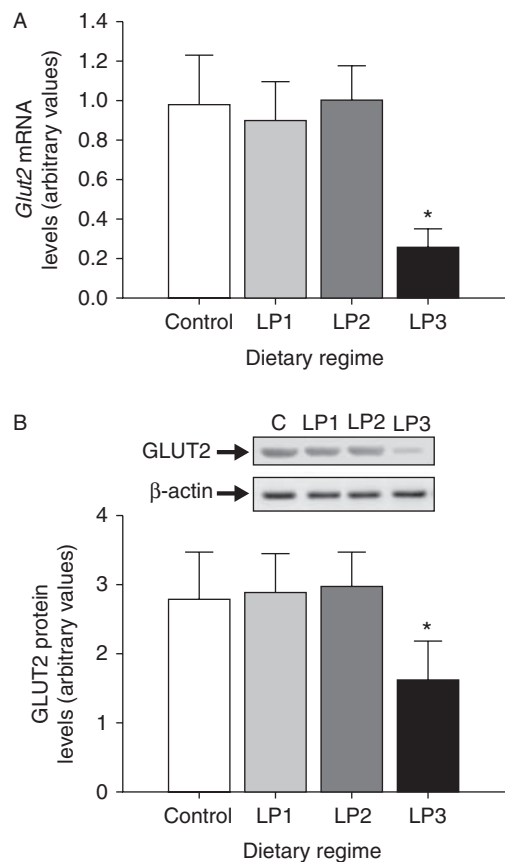 A
Glut2 mRNA
levels (arbitrary values)
1.4
1.2
1.0
0.8
0.6
0.4
0.2
0.0
*
Control LP1 LP2 LP3
Dietary regime
B
C LP1 LP2 LP3
GLUT2
β-actin
GLUT2 protein
levels (arbitrary values)
4
3
2
1
0
*
Control LP1 LP2 LP3
Dietary regime